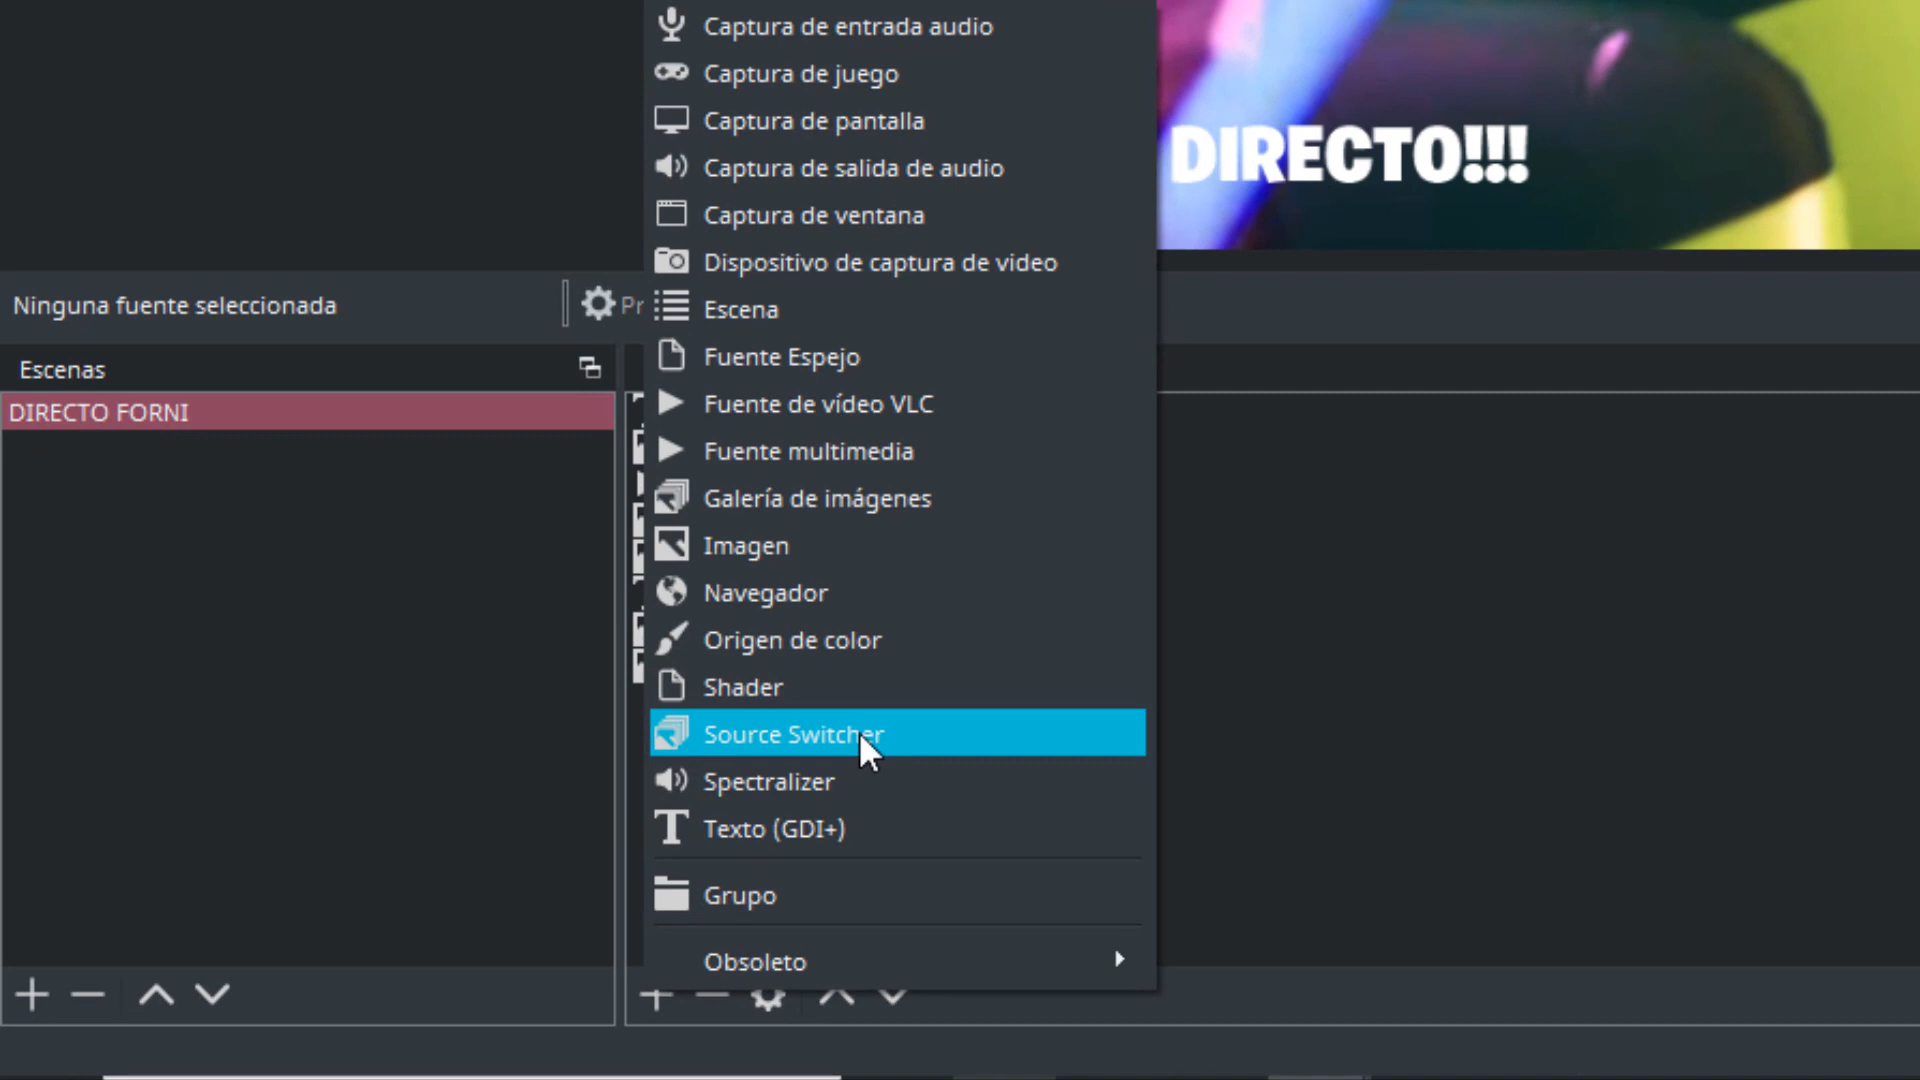 Captura de entrada audio
Captura de juego
Captura de pantalla
Captura de salida de audio
Captura de ventana
Dispositivo de captura de video
Escena
Fuente Espejo
Fuente de vídeo VLC
Fuente multimedia
Galería de imágenes
Imagen
Navegador
Origen de color
Shader
Source Switcher
Spectralizer
Texto (GDI+)
Grupo
Obsoleto
DIRECTO!!!
Ninguna fuente seleccionada
Pr
Escenas
DIRECTO FORNI